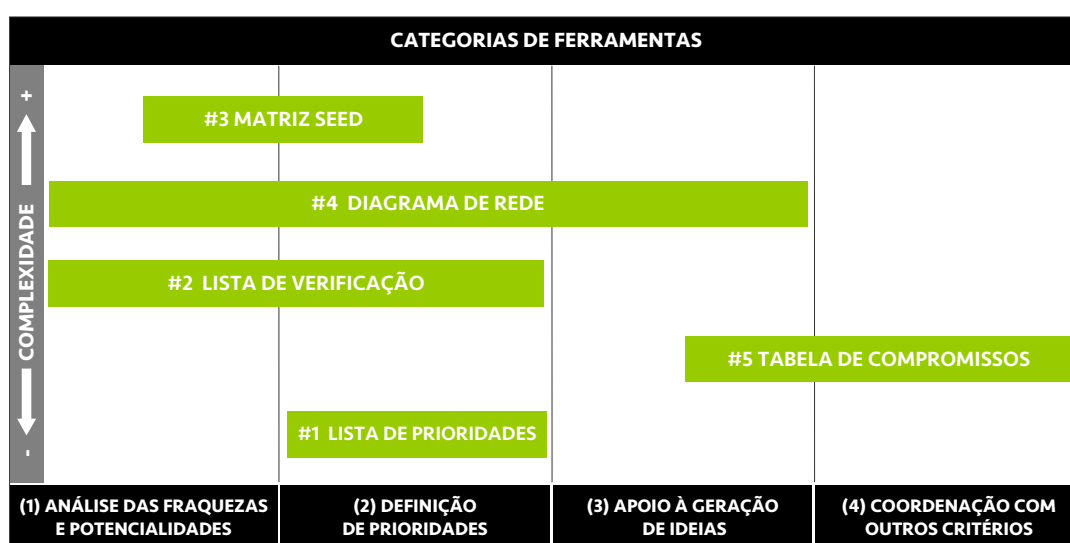 CATEGORIAS DE FERRAMENTAS
+
COMPLEXIDADE
-
#3 MATRIZ SEED
#4 DIAGRAMA DE REDE
#2 LISTA DE VERIFICAÇÃO
#5 TABELA DE COMPROMISSOS
#1 LISTA DE PRIORIDADES
(1) ANÁLISE DAS FRAQUEZAS
E POTENCIALIDADES
(2) DEFINIÇÃO
DE PRIORIDADES
(3) APOIO À GERAÇÃO
DE IDEIAS
(4) COORDENAÇÃO COM
OUTROS CRITÉRIOS